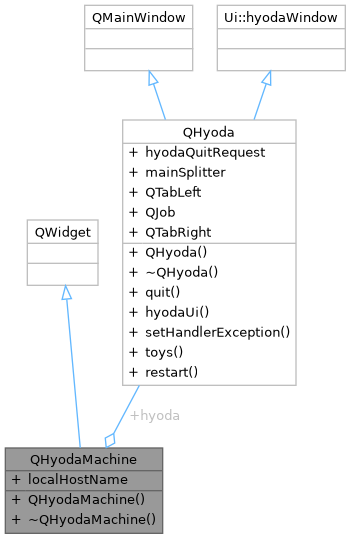 QMainWindow
Ui::hyodaWindow
QHyoda
+ hyodaQuitRequest
+ mainSplitter
+ QTabLeft
+ QJob
+ QTabRight
+ QHyoda()
+ ~QHyoda()
+ quit()
+ hyodaUi()
+ setHandlerException()
+ toys()
+ restart()
QWidget
+hyoda
QHyodaMachine
+ localHostName
+ QHyodaMachine()
+ ~QHyodaMachine()